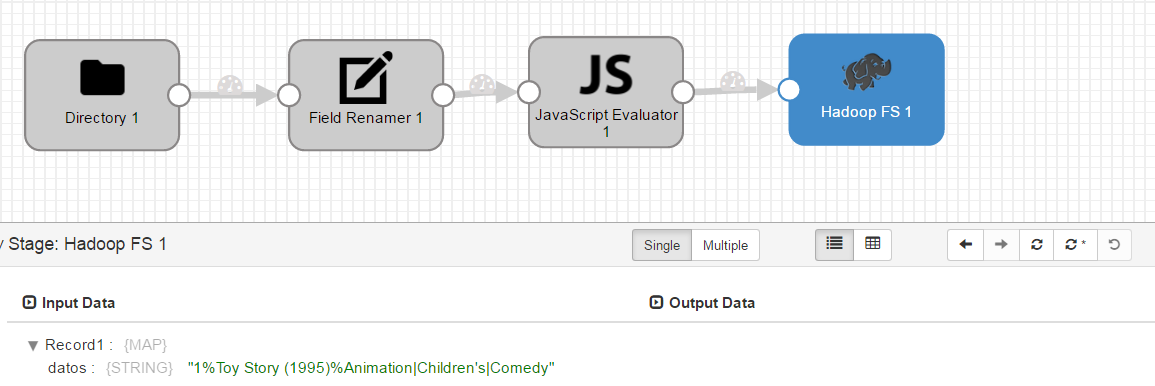 JS
Directory 1
Field Renamer 1
JavaScript Evaluator
1
Hadoop FS 1
y Stage: Hadoop FS 1
Single
Multiple
*
Input Data
Output Data
Record1 : {MAP}
datos : {STRING} "1%Toy Story (1995)%Animation|Children's|Comedy"